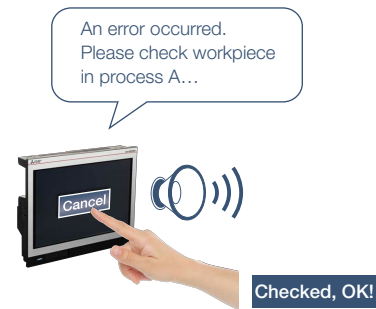 An error occurred.
Please check workpiece
in process A…
Cancel
Checked, OK!